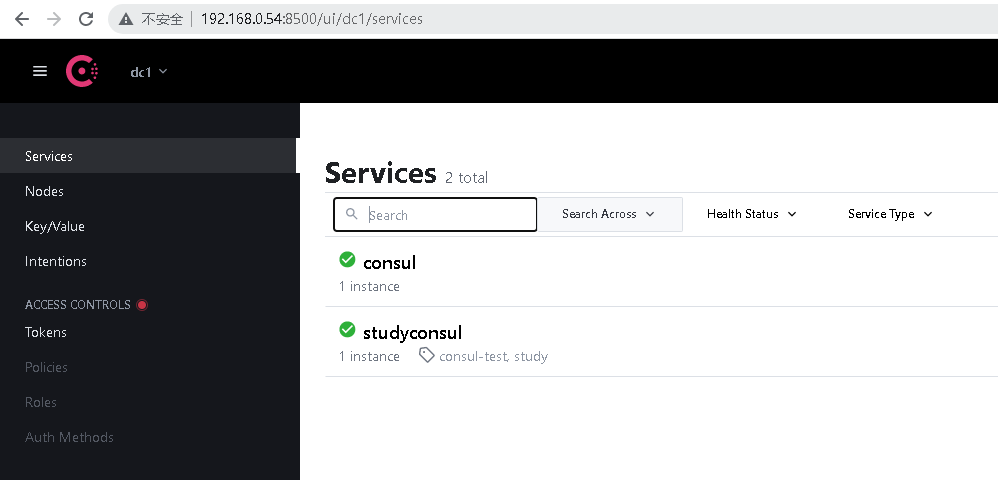 不安全 192.168.0.54:8500/ui/dc1/services
dc1
Services
Nodes
Key/Value
Intentions
ACCESS CONTROLS
Tokens
Policies
Roles
Auth Methods
Services 2 total
Search Search Across Health Status Service Type
consul
1 instance
studyconsul
1 instance consul-test, study